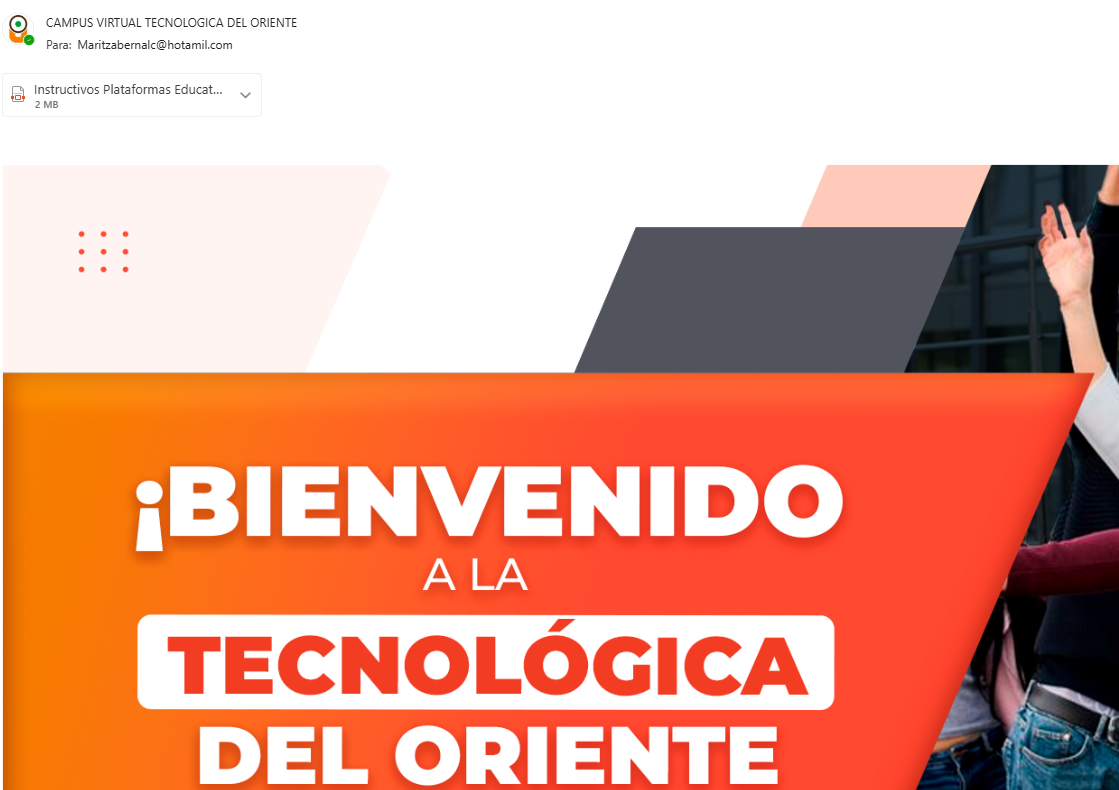 CAMPUS VIRTUAL TECNOLOGICA DEL ORIENTE
Para: Maritzabernalc@hotamil.com
Instructivos Plataformas Educat...
2 MB
¡BIENVENIDO
A LA
TECNOLÓGICA
DEL ORIENTE